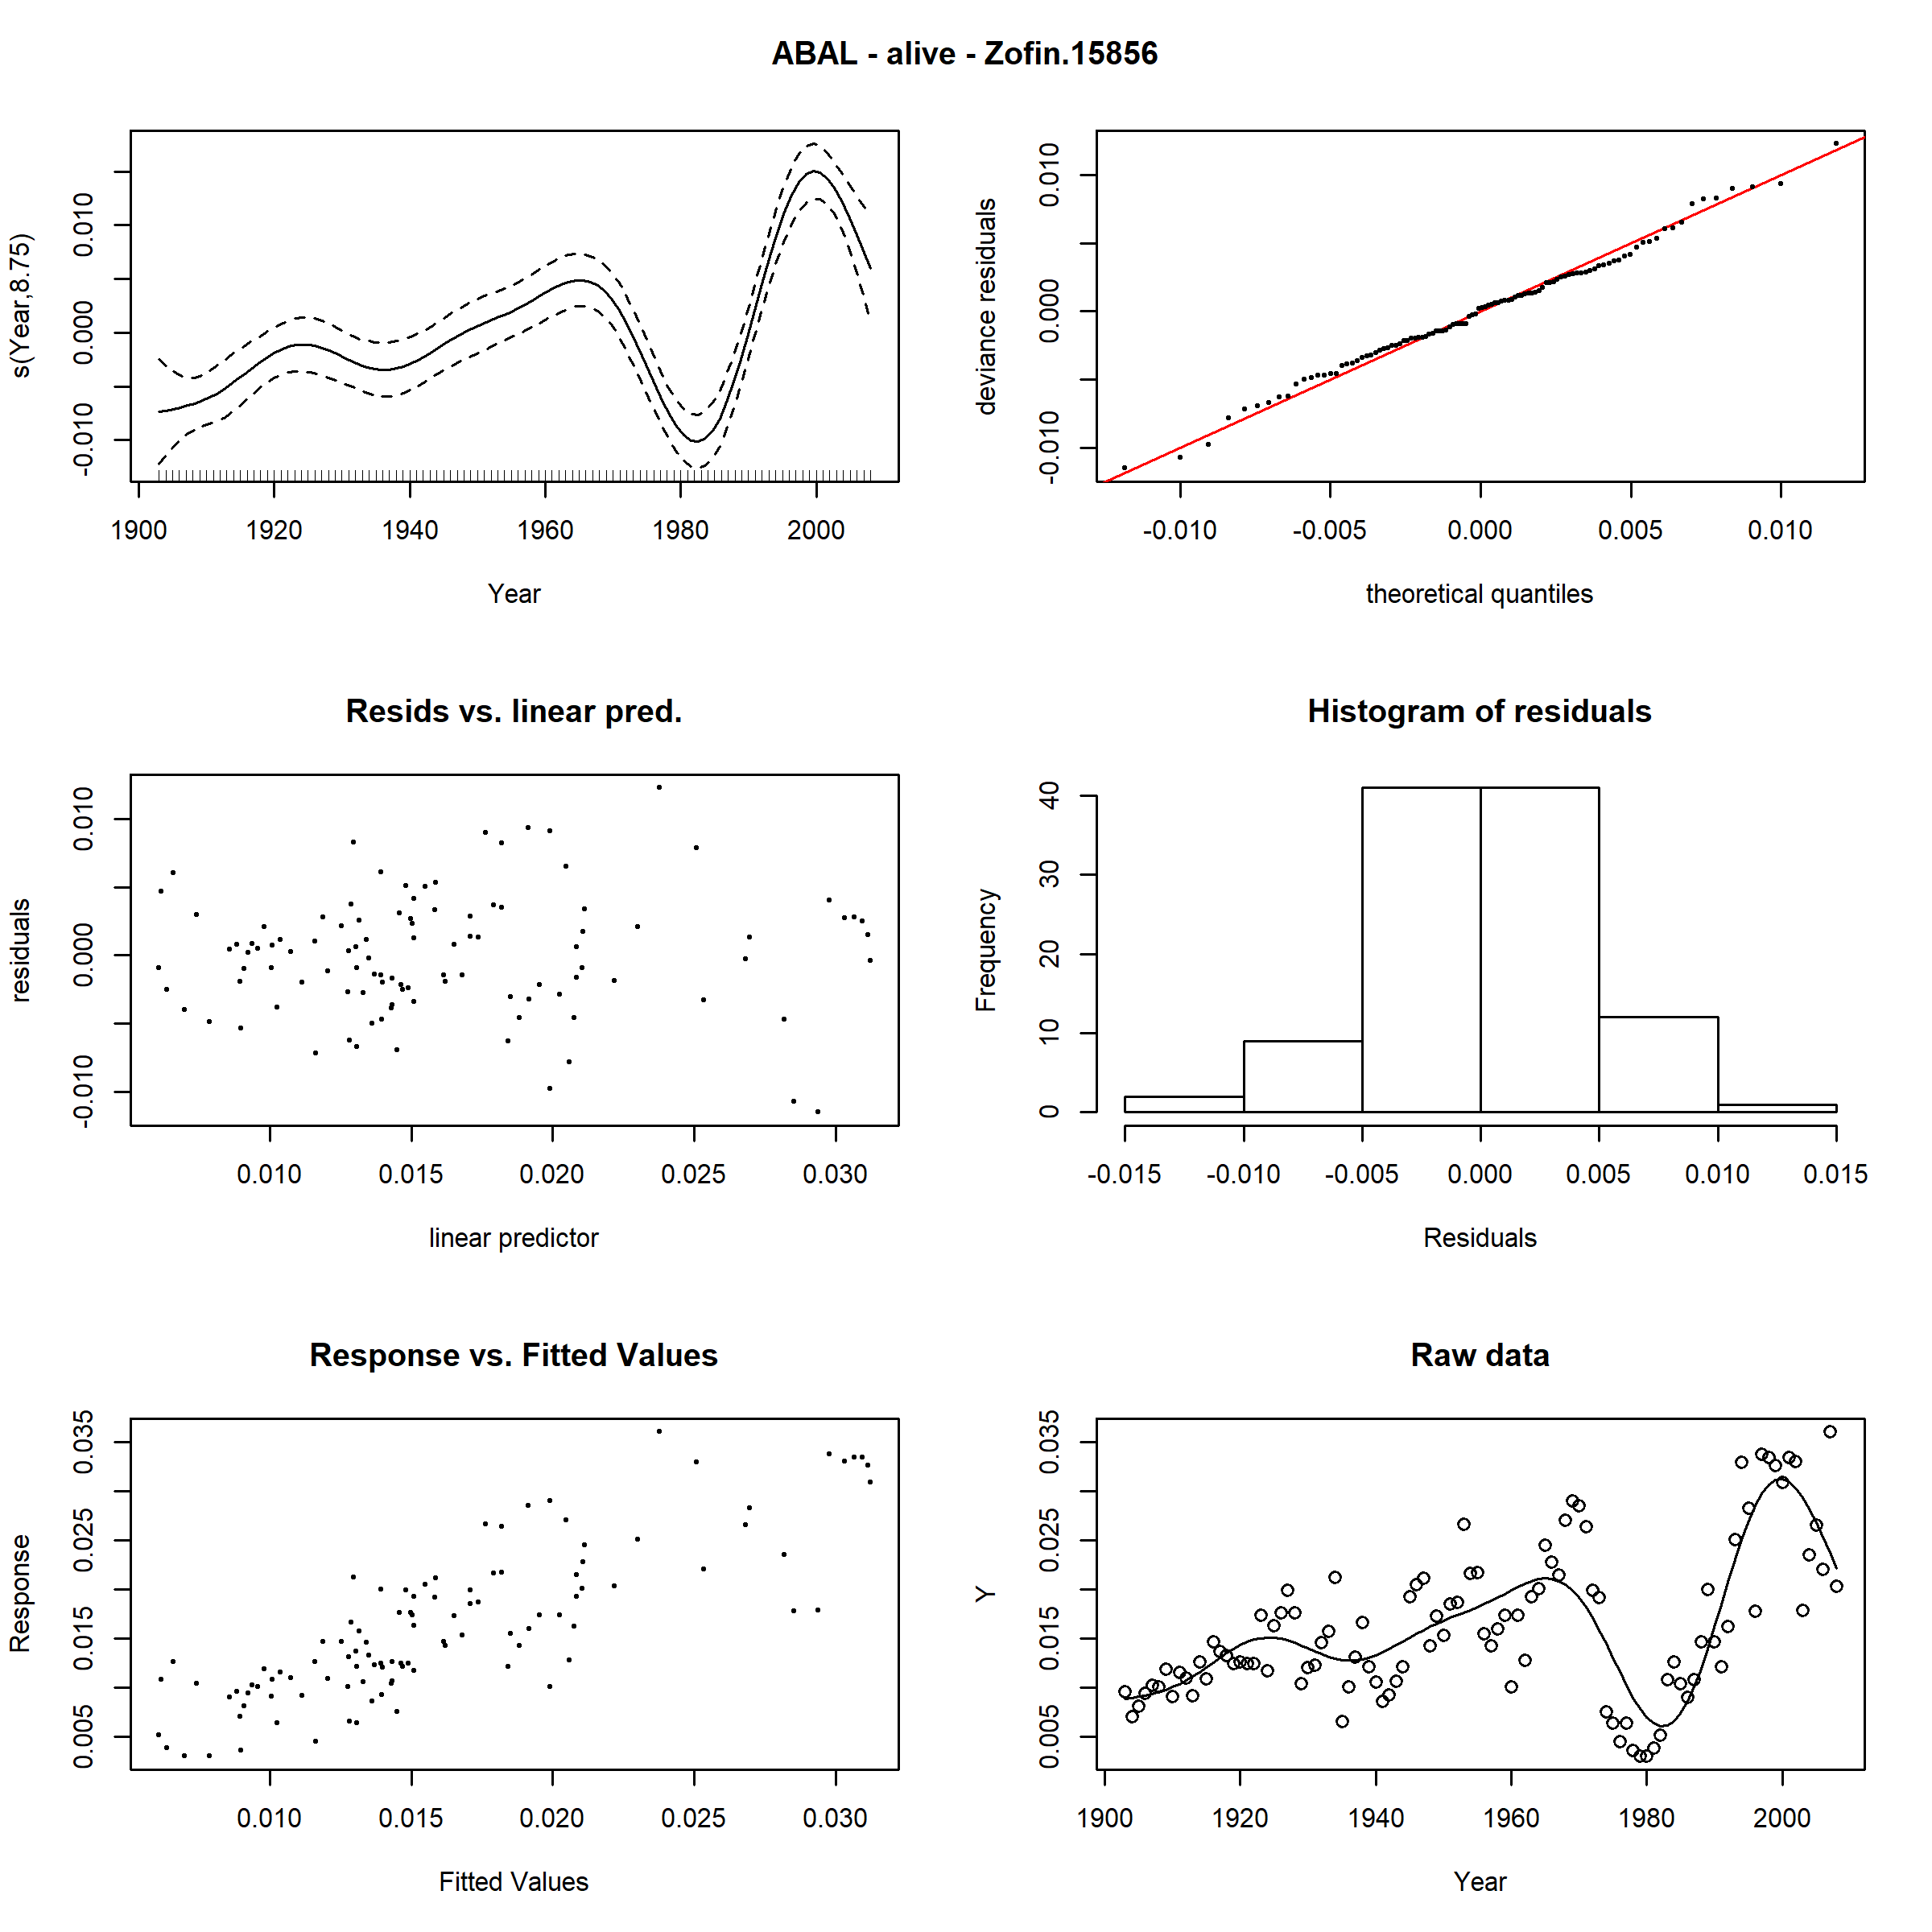 ABAL - alive - Zofin.15856
s(Year,8.75)
-0.010 0.000 0.010
1900 1920 1940 1960 1980 2000
Year
deviance residuals
-0.010 0.000 0.010
-0.010 -0.005 0.000 0.005 0.010
theoretical quantiles
Resids vs. linear pred.
residuals
-0.010 0.000 0.010
0.010 0.015 0.020 0.025 0.030
linear predictor
Histogram of residuals
Frequency
0 10 20 30 40
-0.015 -0.010 -0.005 0.000 0.005 0.010 0.015
Residuals
Response vs. Fitted Values
Response
0.005 0.015 0.025 0.035
0.010 0.015 0.020 0.025 0.030
Fitted Values
Raw data
Y
0.005 0.015 0.025 0.035
1900 1920 1940 1960 1980 2000
Year